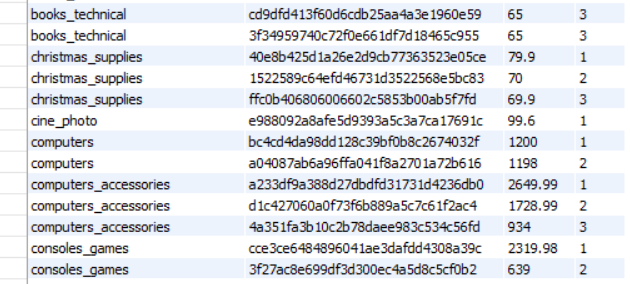 books_technical cd9dfd413f60d6cdb25aa4a3e1960e59 65 3
books_technical 3f34959740c72f0e661df7d18465c955 65 3
christmas_supplies 40e8b425d1a26e2d9cb77363523e05ce 79.9 1
christmas_supplies 1522589c64efd46731d3522568e5bc83 70 2
christmas_supplies ffc0b406806006602c5853b00ab5f7fd 69.9 3
cine_photo e988092a8afe5d9393a5c3a7ca17691c 99.6 1
computers bc4cd4da98dd128c39bf0b8c2674032f 1200 1
computers a04087ab6a96ffa041f8a2701a72b616 1198 2
computers_accessories a233df9a388d27dbdfd31731d4236db0 2649.99 1
computers_accessories d1c427060a0f73f6b889a5c7c61f2ac4 1728.99 2
computers_accessories 4a351fa3b10c2b78daee983c534c56fd 934 3
consoles_games cce3ce6484896041ae3dafdd4308a39c 2319.98 1
consoles_games 3f27ac8e699df3d300ec4a5d8c5cf0b2 639 2